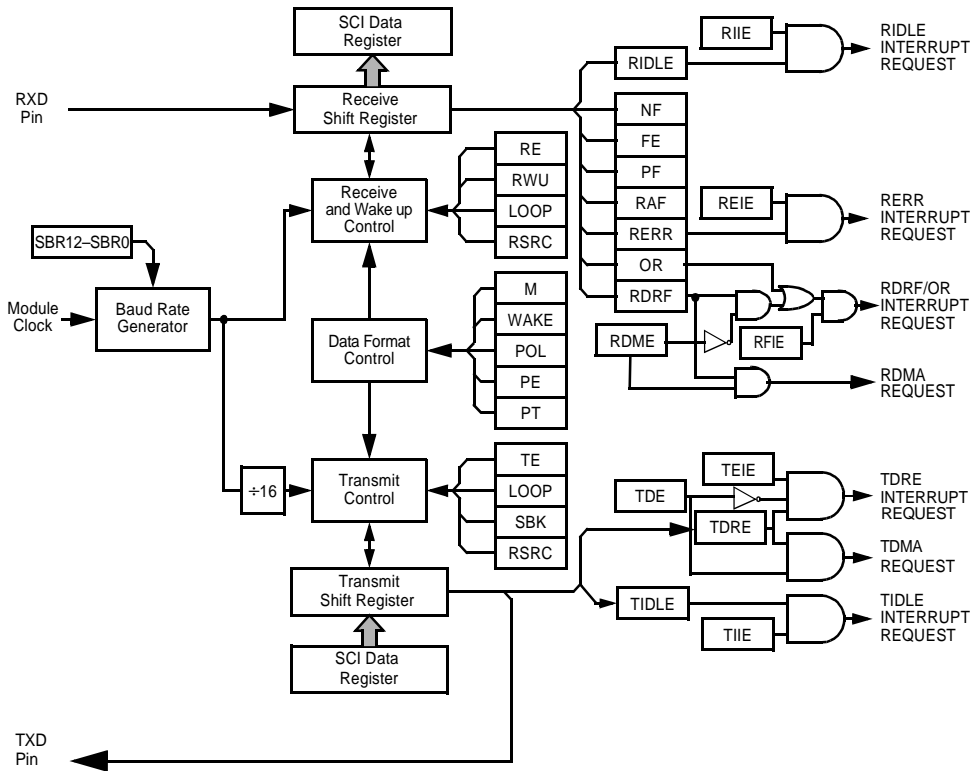 SCI Data
Register
RIIE
RIDLE
INTERRUPT
REQUEST
RIDLE
RXD
Pin
Receive
Shift Register
NF
FE
PF
RAF
RERR
OR
RDRF
RE
RWU
LOOP
RSRC
Receive
and Wake up
Control
REIE
RERR
INTERRUPT
REQUEST
SBR12–SBR0
Module
Clock
Baud Rate
Generator
RDRF/OR
INTERRUPT
REQUEST
M
WAKE
POL
PE
PT
Data Format
Control
RDME
RFIE
RDMA
REQUEST
÷16
Transmit
Control
TE
LOOP
SBK
RSRC
TEIE
TDE
TDRE
TDRE
INTERRUPT
REQUEST
TDMA
REQUEST
Transmit
Shift Register
TIDLE
TIIE
TIDLE
INTERRUPT
REQUEST
SCI Data
Register
TXD
Pin